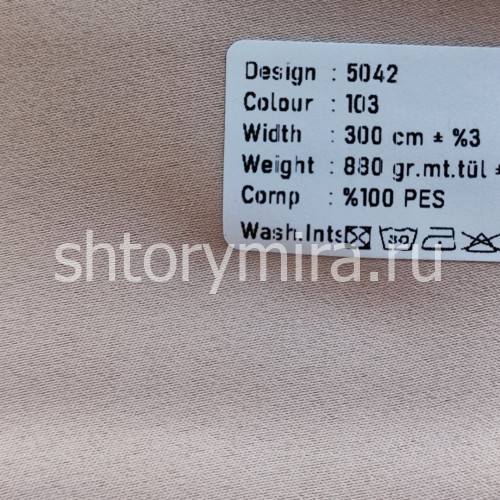 Design : 5042
Colour : 103
Width : 300 cm ± %3
Weight : 880 gr.mt.tül ±
Comp : %100 PES
Wash.Ints
30
shtorymira.ru